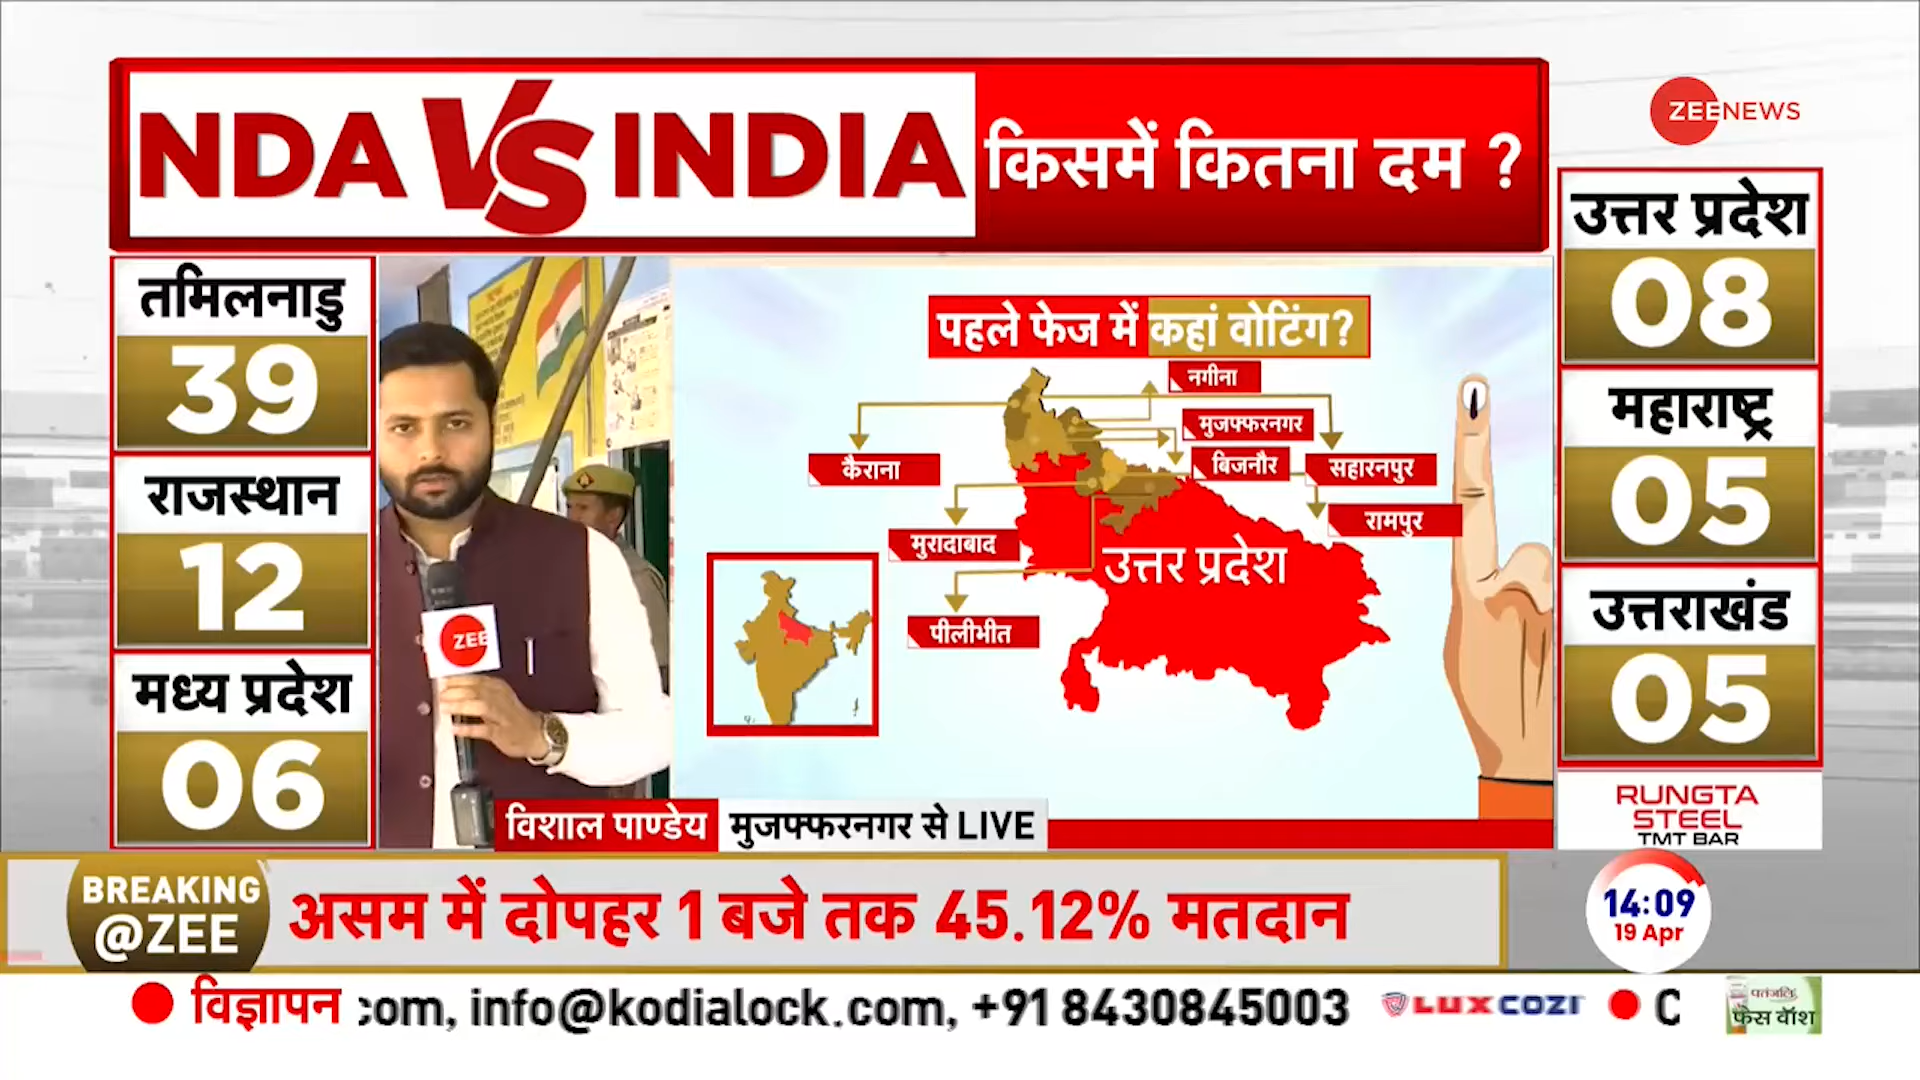 NDA VS INDIA किसमें कितना दम ?
ZEENEWS
तमिलनाडु
39
राजस्थान
12
मध्य प्रदेश
06
पहले फेज में कहां वोटिंग?
नगीना
मुजफ्फरनगर
बिजनौर
कैराना
सहारनपुर
रामपुर
मुरादाबाद
उत्तर प्रदेश
पीलीभीत
ZEE
उत्तर प्रदेश
08
महाराष्ट्र
05
उत्तराखंड
05
RUNGTA
STEEL
TMT BAR
विशाल पाण्डेय मुजफ्फरनगर से LIVE
BREAKING
@ZEE
असम में दोपहर 1 बजे तक 45.12% मतदान
14:09
19 Apr
विज्ञापन com, info@kodialock.com, +91 8430845003 LUX COZI C
पतंजलि
फेस वॉश